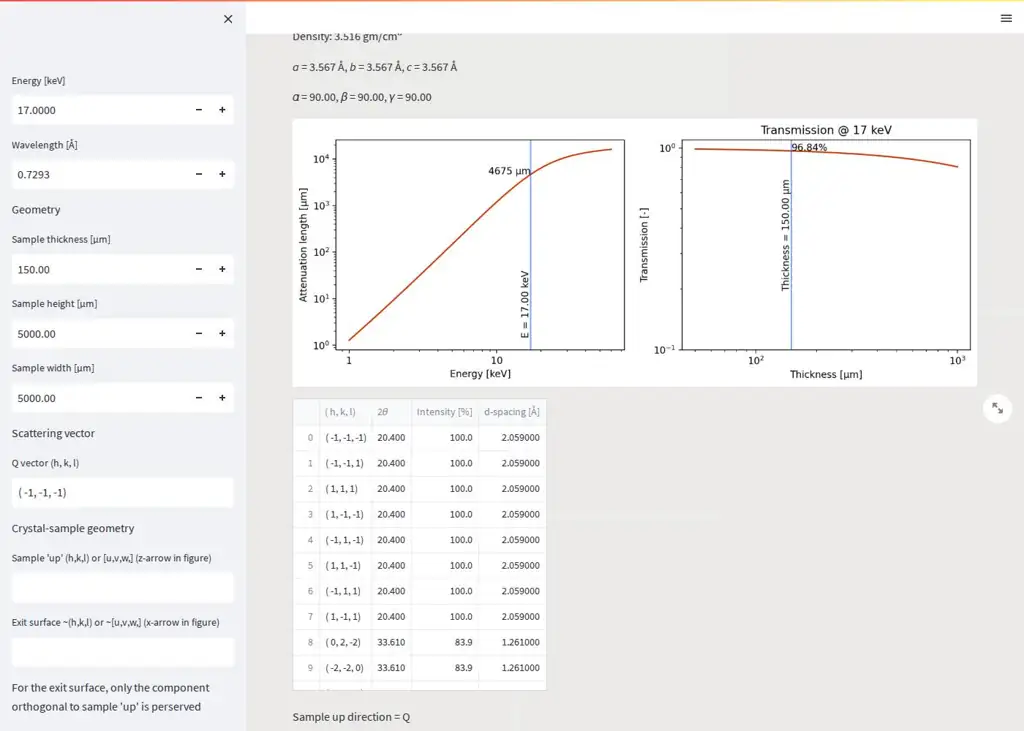 Energy [keV]
17.0000
Wavelength [Å]
0.7293
Geometry
Sample thickness [μm]
150.00
Sample height [μm]
5000.00
Sample width [μm]
5000.00
Scattering vector
Q vector (h, k, l)
( -1, -1, -1)
Crystal-sample geometry
Sample 'up' (h,k,l) or [u,v,w,] (z-arrow in figure)
Exit surface ~(h,k,l) or ~[u,v,w,] (x-arrow in figure)
For the exit surface, only the component
orthogonal to sample 'up' is perserved
Density: 3.516 gm/cm
a = 3.567 Å, b = 3.567 Å, c = 3.567 Å
α = 90.00, β = 90.00, γ = 90.00
Attenuation length [μm]
10⁴
10³
10²
10¹
10⁰
4675 μm
E = 17.00 keV
1 10
Energy [keV]
Transmission @ 17 keV
Transmission [-]
10⁰
10⁻¹
96.84%
Thickness = 150.00 μm
10² 10³
Thickness [μm]
( h, k, l) 2θ Intensity [%] d-spacing [Å]
0 ( -1, -1, -1) 20.400 100.0 2.059000
1 ( -1, -1, 1) 20.400 100.0 2.059000
2 ( 1, 1, 1) 20.400 100.0 2.059000
3 ( 1, -1, -1) 20.400 100.0 2.059000
4 ( -1, 1, -1) 20.400 100.0 2.059000
5 ( 1, 1, -1) 20.400 100.0 2.059000
6 ( -1, 1, 1) 20.400 100.0 2.059000
7 ( 1, -1, 1) 20.400 100.0 2.059000
8 ( 0, 2, -2) 33.610 83.9 1.261000
9 ( -2, -2, 0) 33.610 83.9 1.261000
Sample up direction = Q